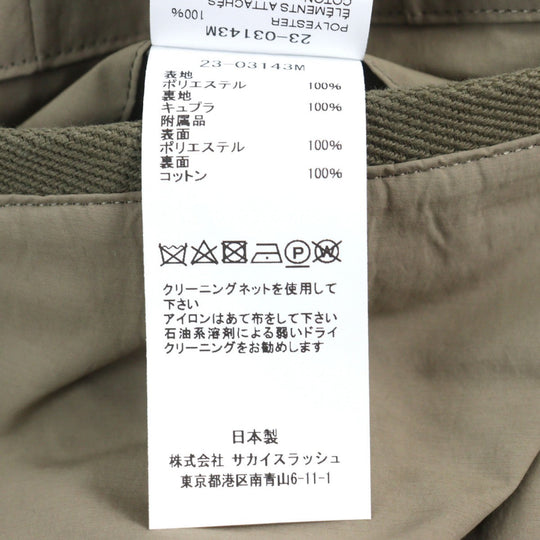 100%
POLYESTER
ÉLÉMENTS ATTACHÉS
23-03143M
23-03143M
表地
ポリエステル 100%
裏地
キュプラ 100%
附属品
表面
ポリエステル 100%
裏面
コットン 100%
P W
クリーニングネットを使用して
下さい
アイロンはあて布をして下さい
石油系溶剤による弱いドライ
クリーニングをお勧めします
日本製
株式会社 サカイスラッシュ
東京都港区南青山6-11-1